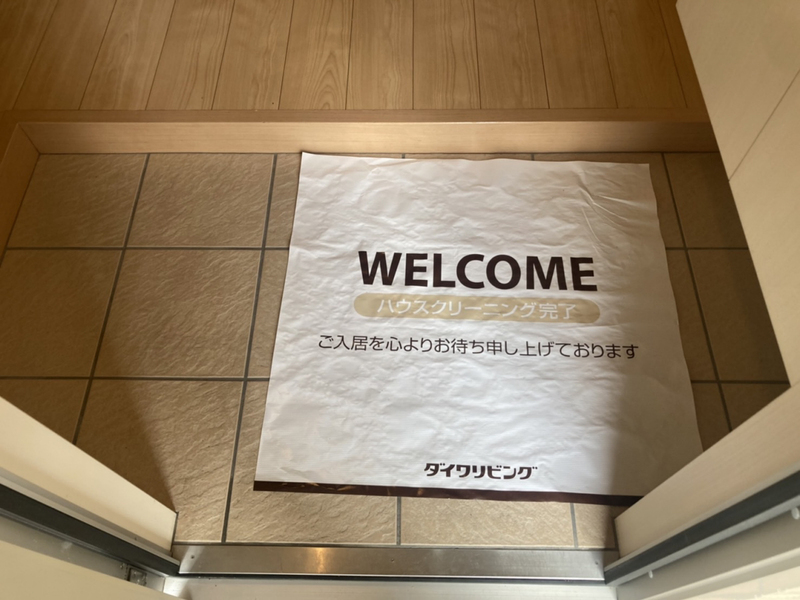 WELCOME
ハウスクリーニング完了
ご入居を心よりお待ち申し上げております
ダイワリビング